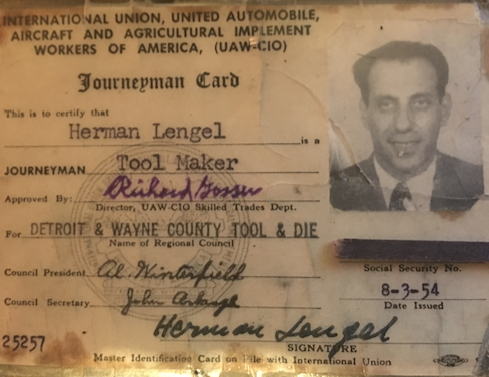 INTERNATIONAL UNION, UNITED AUTOMOBILE,
AIRCRAFT AND AGRICULTURAL IMPLEMENT
WORKERS OF AMERICA, (UAW-CIO)
Journeyman Card
This is to certify that
Herman Lengel
is a
JOURNEYMAN Tool Maker
Approved By: Richard Gosser
Director, UAW-CIO Skilled Trades Dept.
For DETROIT & WAYNE COUNTY TOOL & DIE
Name of Regional Council
Council President Al Winterfield
Council Secretary John
Social Security No.
8-3-54
Date Issued
Herman Lengel
SIGNATURE
25257
Master Identification Card on File with International Union